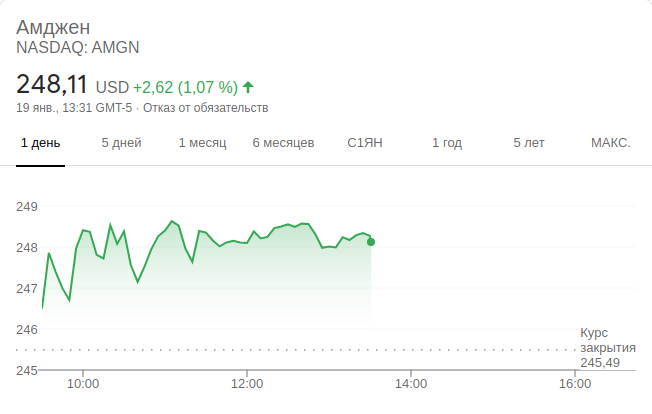 Амджен
NASDAQ: AMGN
248,11 USD +2,62 (1,07 %)
19 янв., 13:31 GMT-5 · Отказ от обязательств
1 день 5 дней 1 месяц 6 месяцев С1ЯН 1 год 5 лет МАКС.
249
248
247
246
Курс
закрытия
245,49
245
10:00 12:00 14:00 16:00